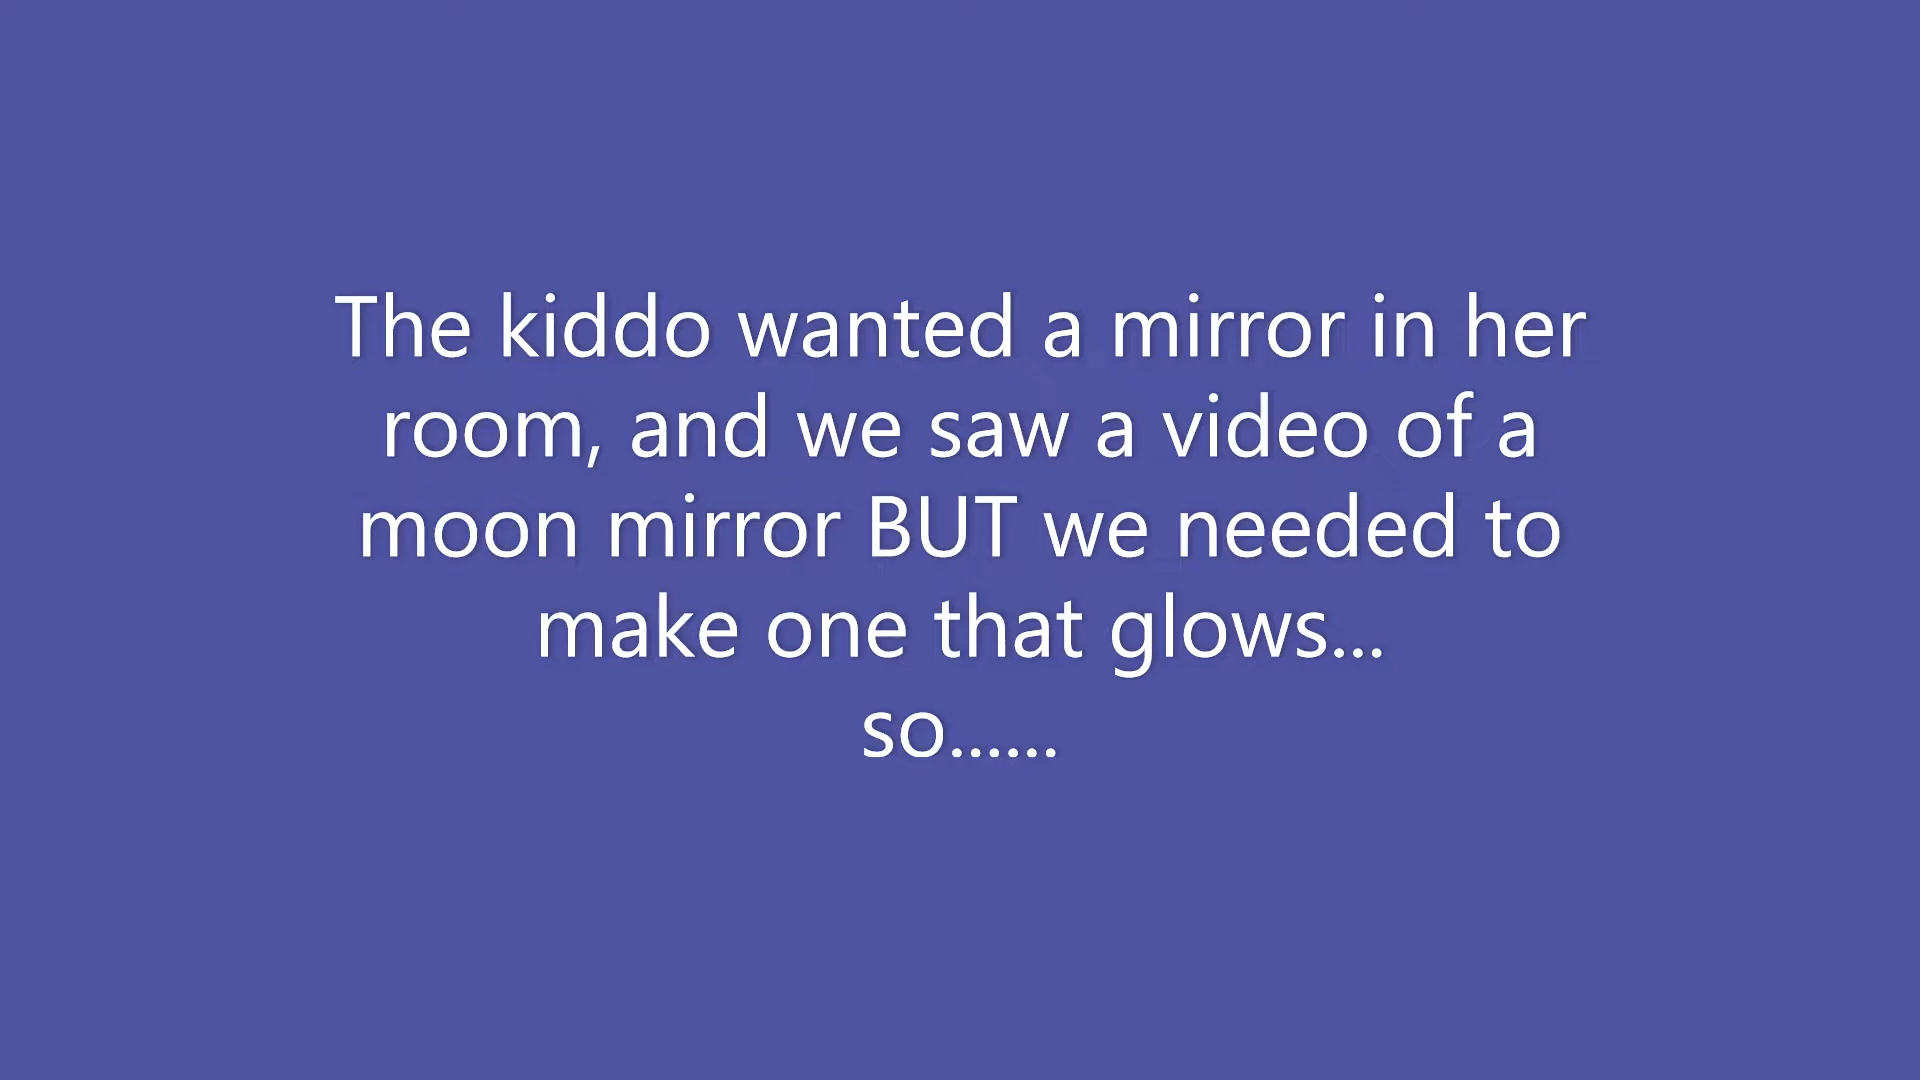 The kiddo wanted a mirror in her
room, and we saw a video of a
moon mirror BUT we needed to
make one that glows...
so......